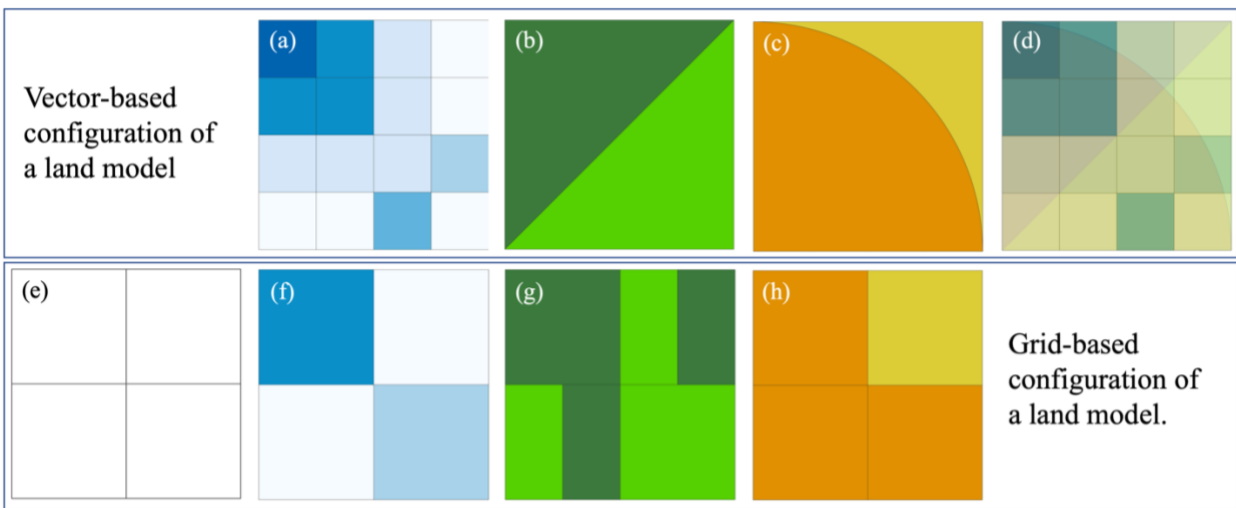 Vector-based
configuration of
a land model
(a)
(b)
(c)
(d)
(e)
(f)
(g)
(h)
Grid-based
configuration of
a land model.